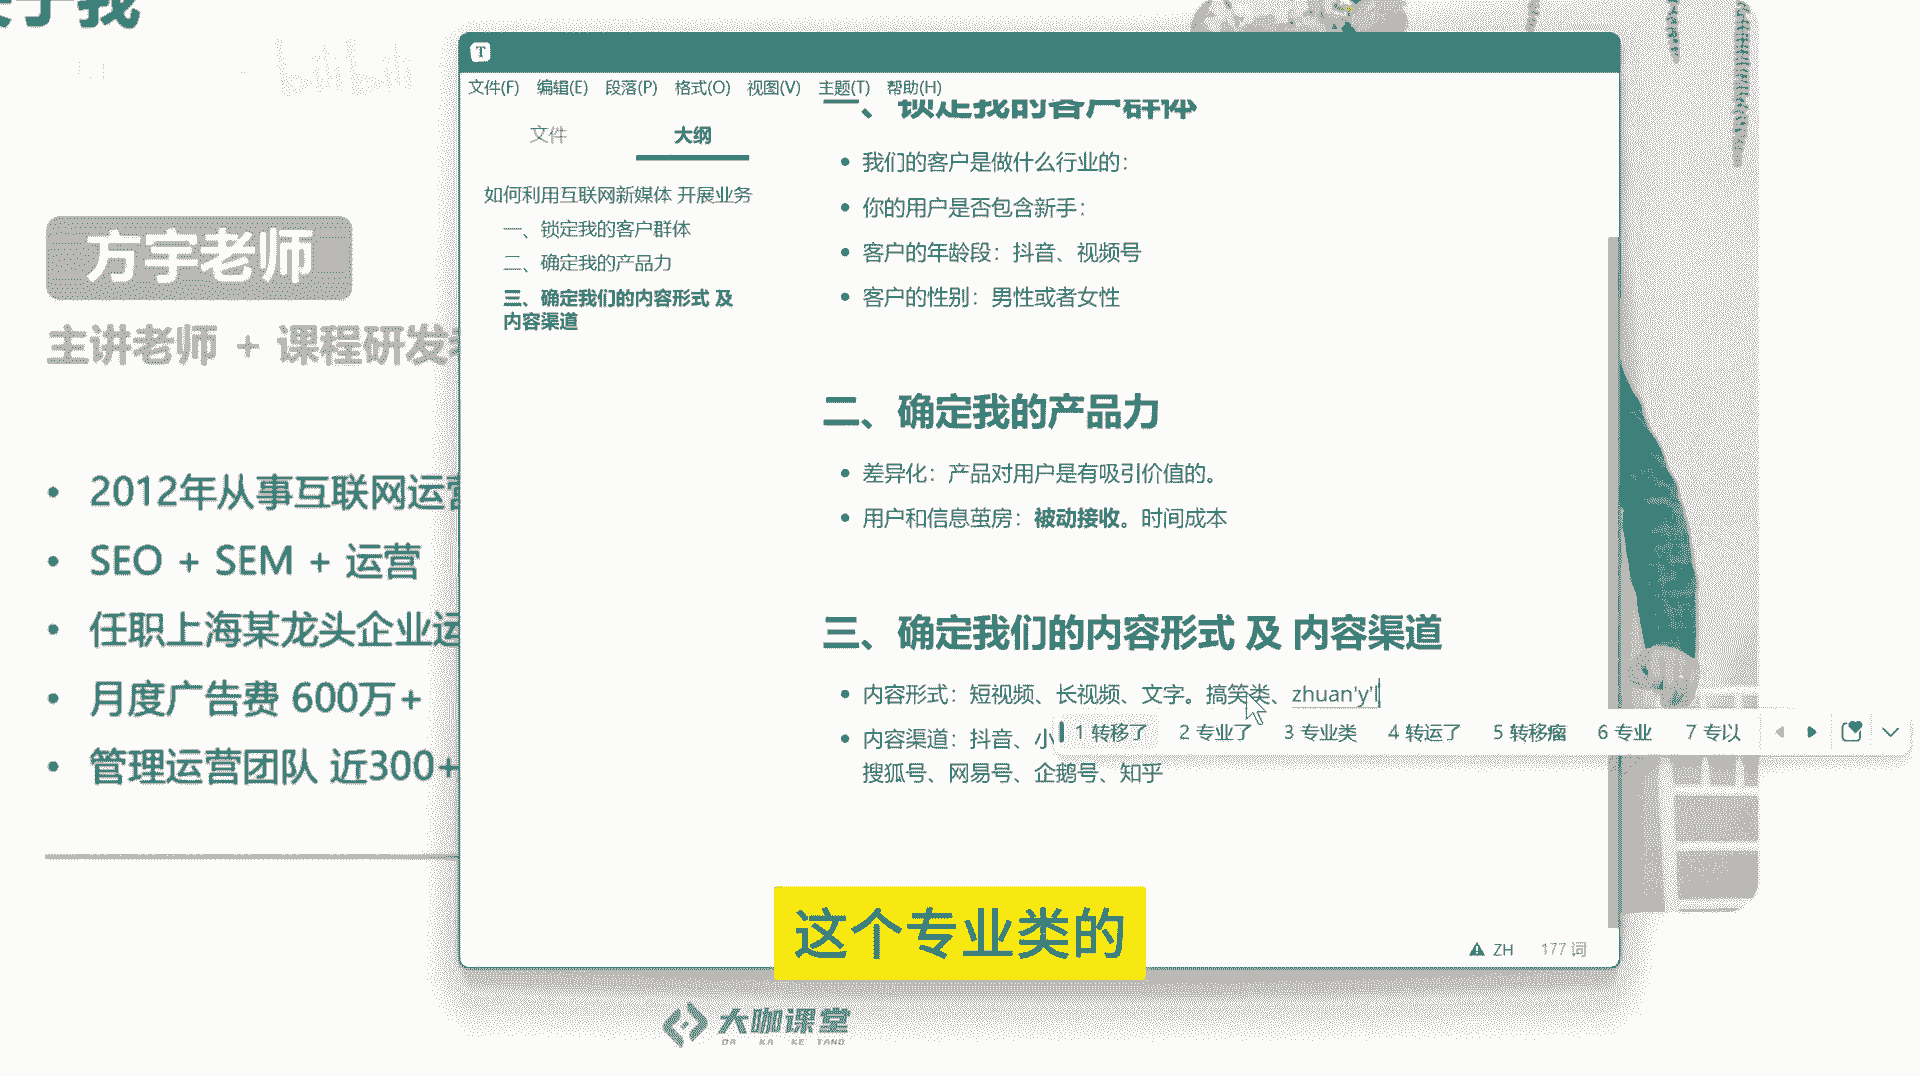 bilibili
方宇老师
主讲老师 + 课程研发
2012年从事互联网运营
SEO + SEM + 运营
任职上海某龙头企业运
月度广告费 600万+
管理运营团队 近300+
T
文件(F) 编辑(E) 段落(P) 格式(O) 视图(V) 主题(T) 帮助(H)
文件 大纲
如何利用互联网新媒体 开展业务
一、锁定我的客户群体
二、确定我的产品力
三、确定我们的内容形式 及
内容渠道
一、锁定我的客户群体
我们的客户是做什么行业的：
你的用户是否包含新手：
客户的年龄段：抖音、视频号
客户的性别：男性或者女性
二、确定我的产品力
差异化：产品对用户是有吸引价值的。
用户和信息茧房：被动接收。时间成本
三、确定我们的内容形式 及 内容渠道
内容形式：短视频、长视频、文字。搞笑类、zhuan'y'l
1 转移了 2 专业了 3 专业类 4 转运了 5 转移瘤 6 专业 7 专以
内容渠道：抖音、小
搜狐号、网易号、企鹅号、知乎
ZH 177 词
这个专业类的
大咖课堂
DA KA KE TANG